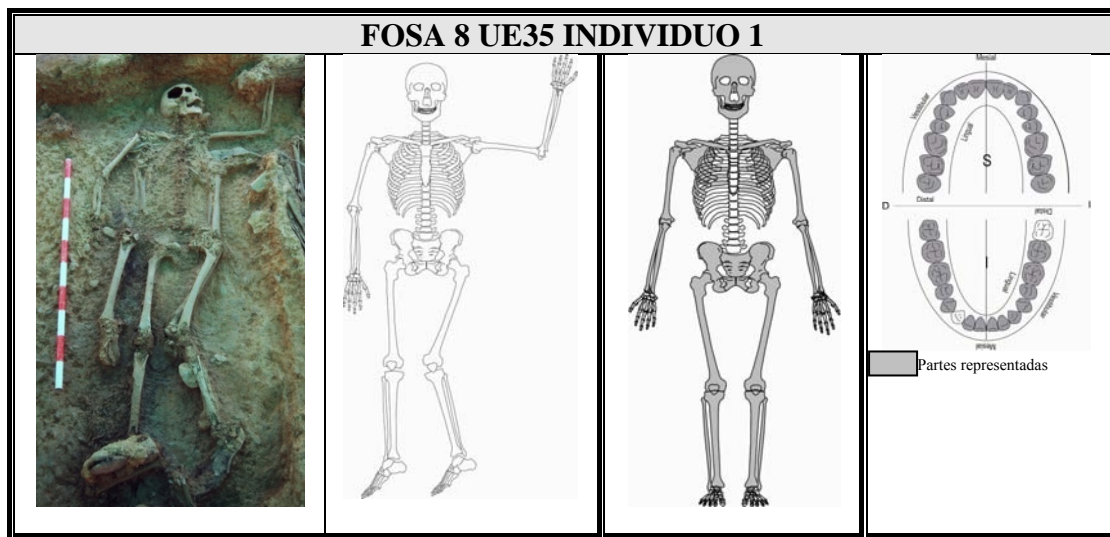 FOSA 8 UE35 INDIVIDUO 1
Mesial
Vestibular
Lingual
S
Distal
D
Distal
I
Lingual
Vestibular
Mesial
Partes representadas